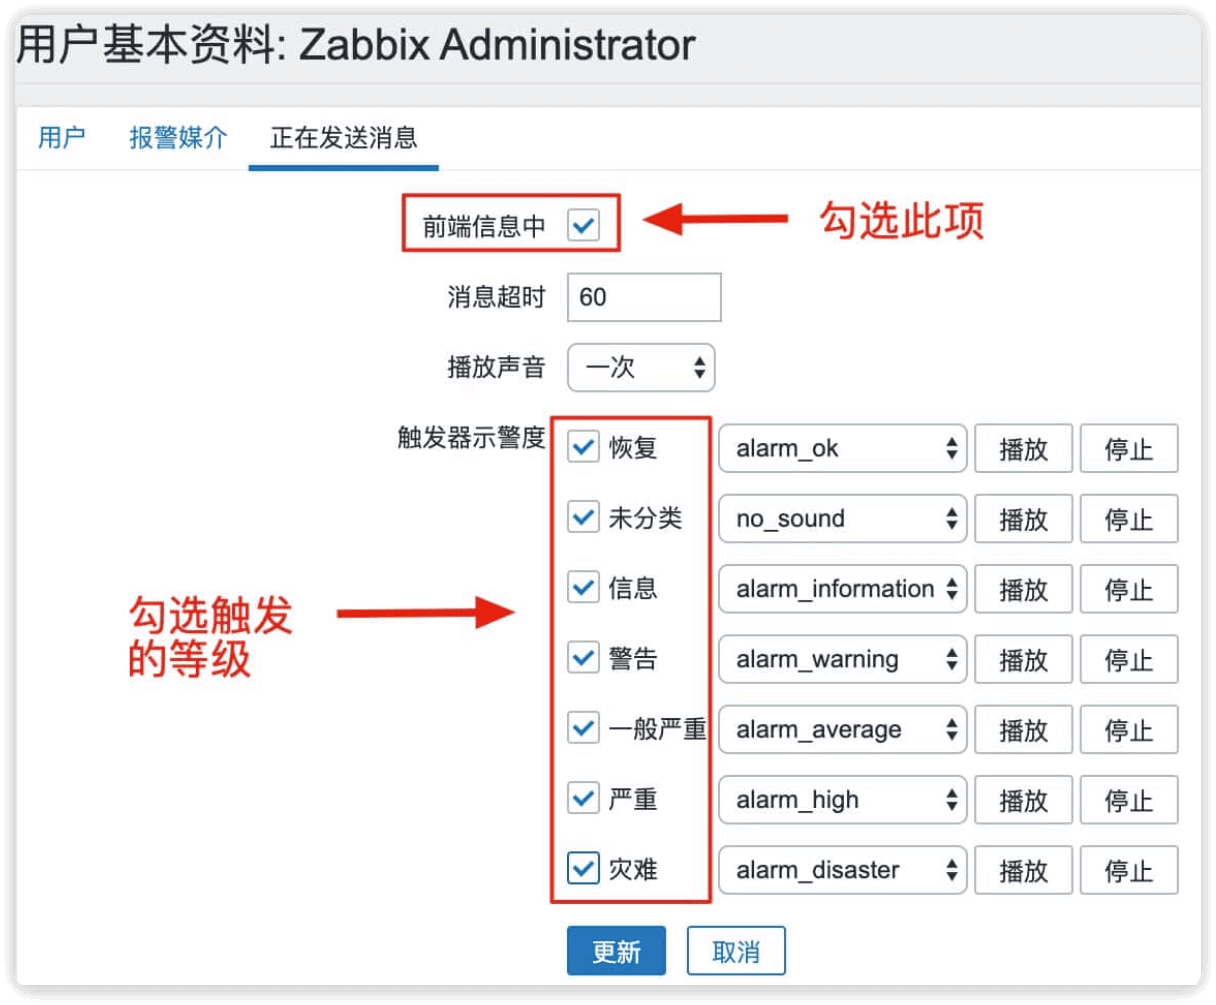 用户基本资料: Zabbix Administrator
用户 报警媒介 正在发送消息
前端信息中 勾选此项
消息超时 60
播放声音 一次
触发器示警度 恢复 alarm_ok 播放 停止
未分类 no_sound 播放 停止
信息 alarm_information 播放 停止
勾选触发
的等级
警告 alarm_warning 播放 停止
一般严重 alarm_average 播放 停止
严重 alarm_high 播放 停止
灾难 alarm_disaster 播放 停止
更新 取消